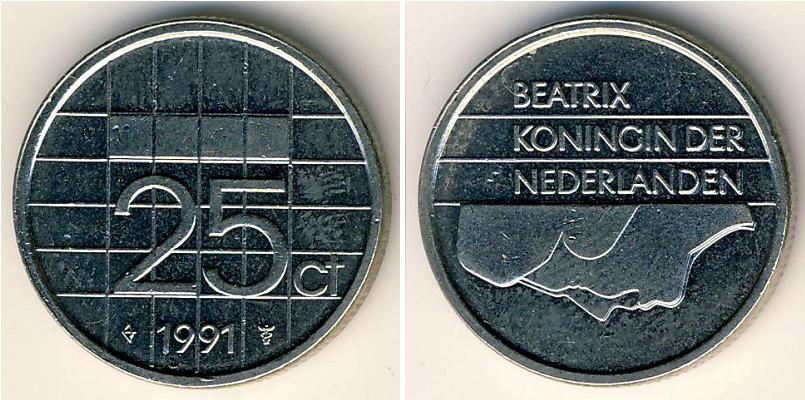 25 ct
1991
BEATRIX
KONINGIN DER
NEDERLANDEN